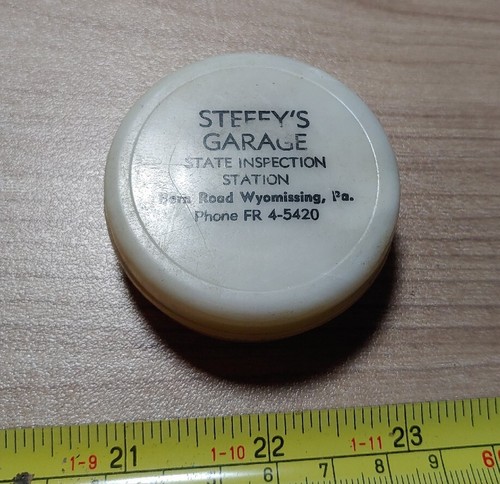 STEFFY'S
GARAGE
STATE INSPECTION
STATION
Bern Road Wyomissing, Pa.
Phone FR 4-5420
1-9 21 1-10 22 1-11 23
6 7 8 9 6